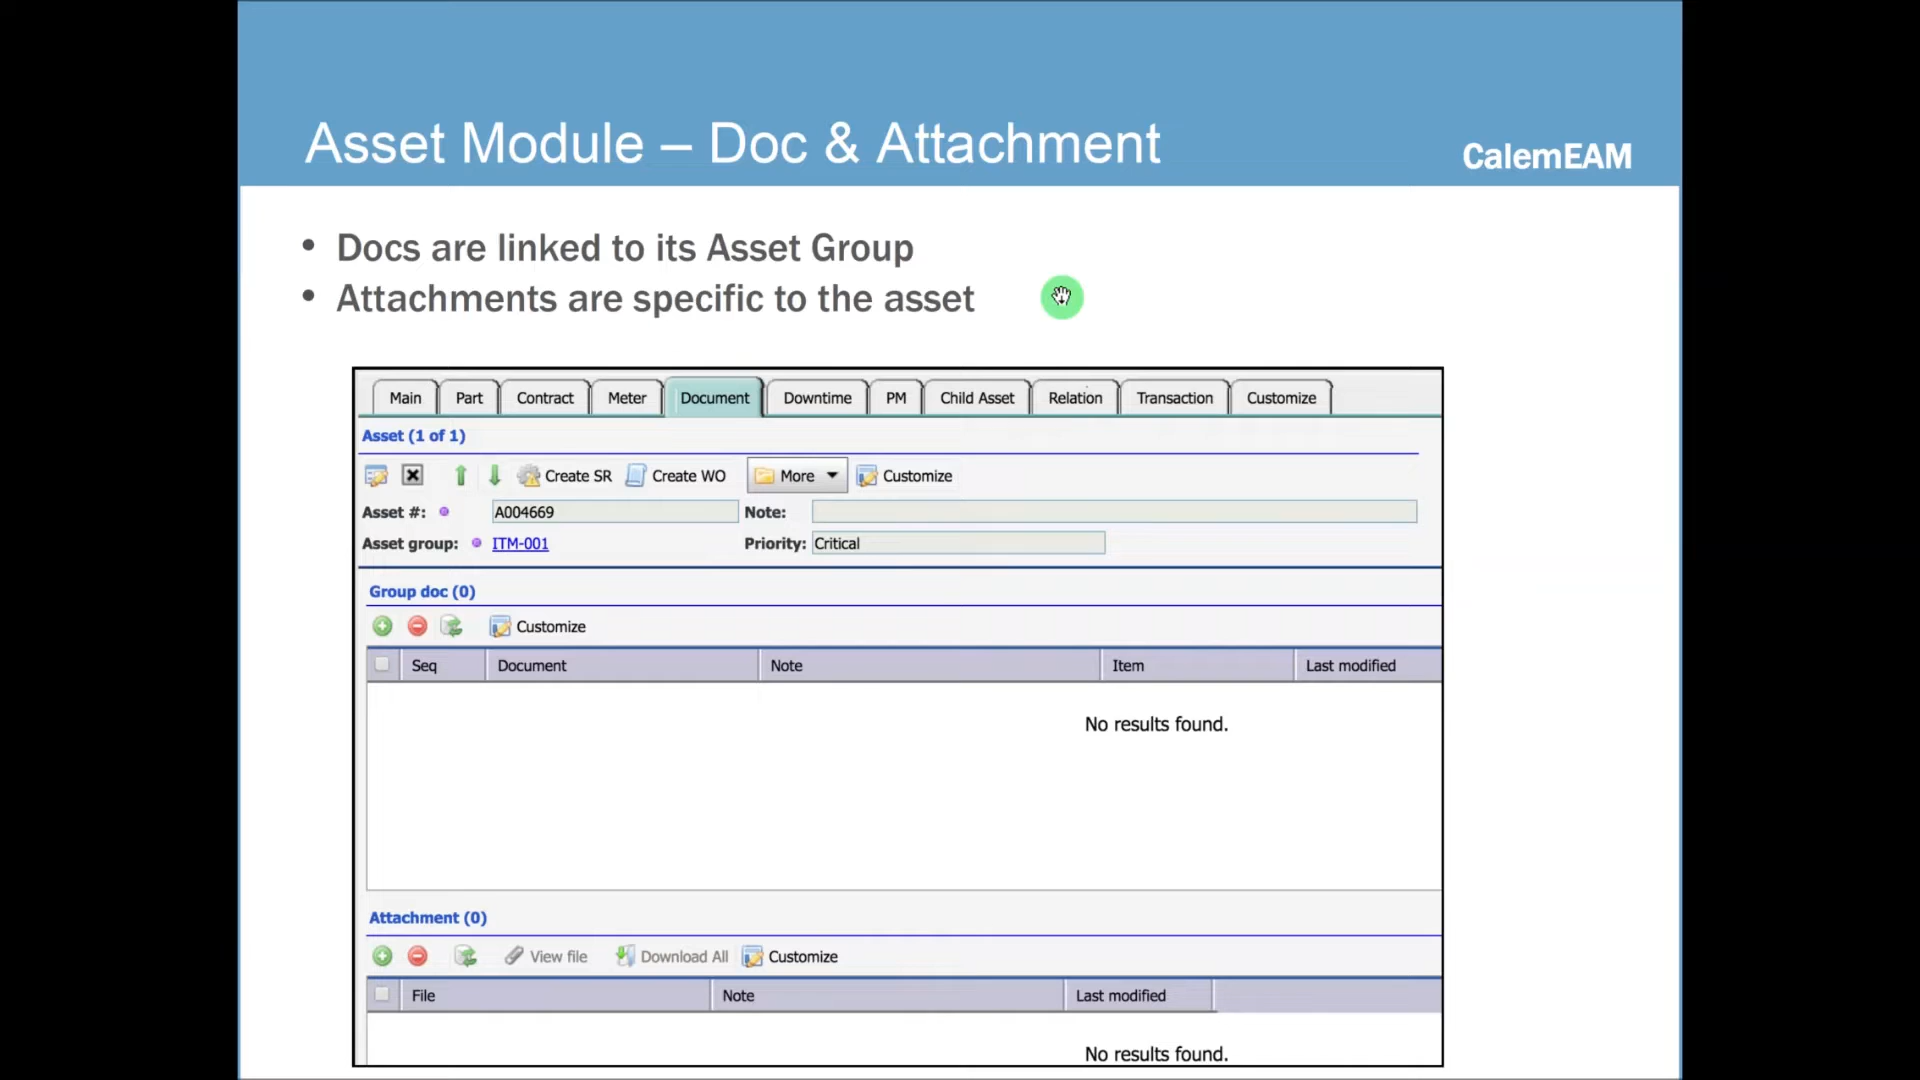 Asset Module – Doc & Attachment
CalemEAM
• Docs are linked to its Asset Group
• Attachments are specific to the asset
Main Part Contract Meter Document Downtime PM Child Asset Relation Transaction Customize
Asset (1 of 1)
Create SR Create WO More Customize
Asset #: A004669 Note:
Asset group: ITM-001 Priority: Critical
Group doc (0)
Customize
Seq Document Note Item Last modified
No results found.
Attachment (0)
View file Download All Customize
File Note Last modified
No results found.